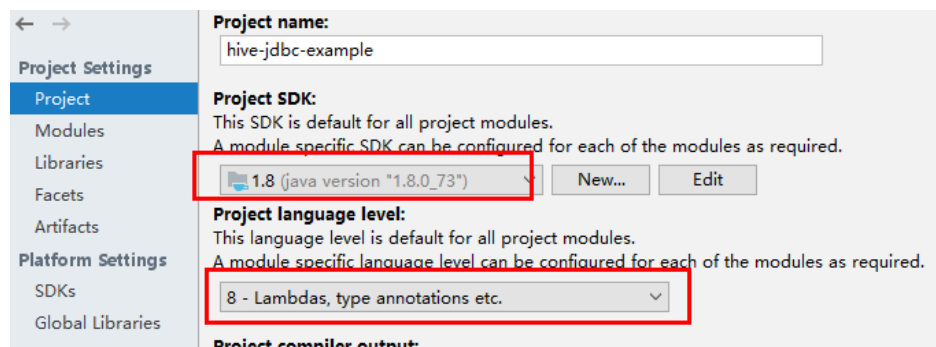 Project name:
hive-jdbc-example
Project Settings
Project
Modules
Libraries
Facets
Artifacts
Platform Settings
SDKs
Global Libraries
Project SDK:
This SDK is default for all project modules.
A module specific SDK can be configured for each of the modules as required.
1.8 (java version "1.8.0_73")
New...
Edit
Project language level:
This language level is default for all project modules.
A module specific language level can be configured for each of the modules as required.
8 - Lambdas, type annotations etc.
Project compiler output: